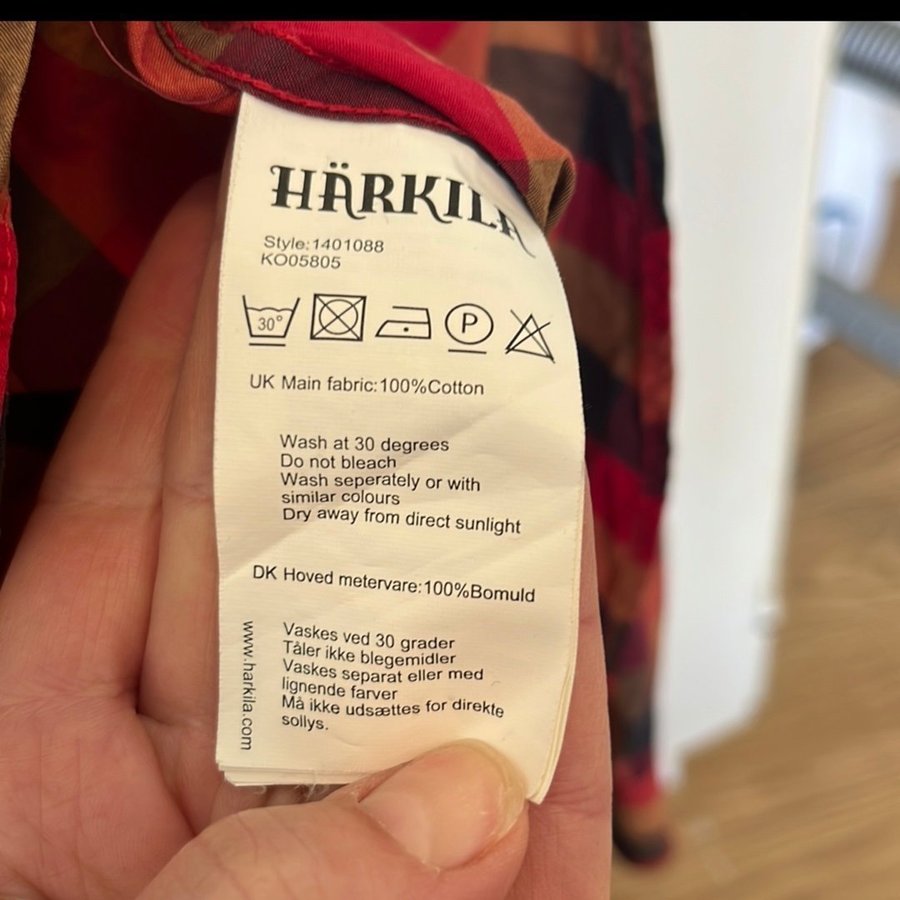 HÄRKILA
Style:1401088
KO05805
30°
P
UK Main fabric:100%Cotton
Wash at 30 degrees
Do not bleach
Wash seperately or with
similar colours
Dry away from direct sunlight
DK Hoved metervare:100%Bomuld
Vaskes ved 30 grader
Tåler ikke blegemidler
Vaskes separat eller med
lignende farver
Må ikke udsættes for direkte
sollys.
www.harkila.com